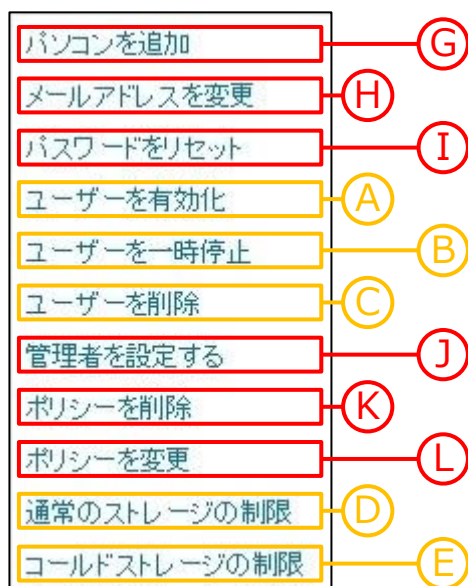 パソコンを追加 G
メールアドレスを変更 H
パスワードをリセット I
ユーザーを有効化 A
ユーザーを一時停止 B
ユーザーを削除 C
管理者を設定する J
ポリシーを削除 K
ポリシーを変更 L
通常のストレージの制限 D
コールドストレージの制限 E